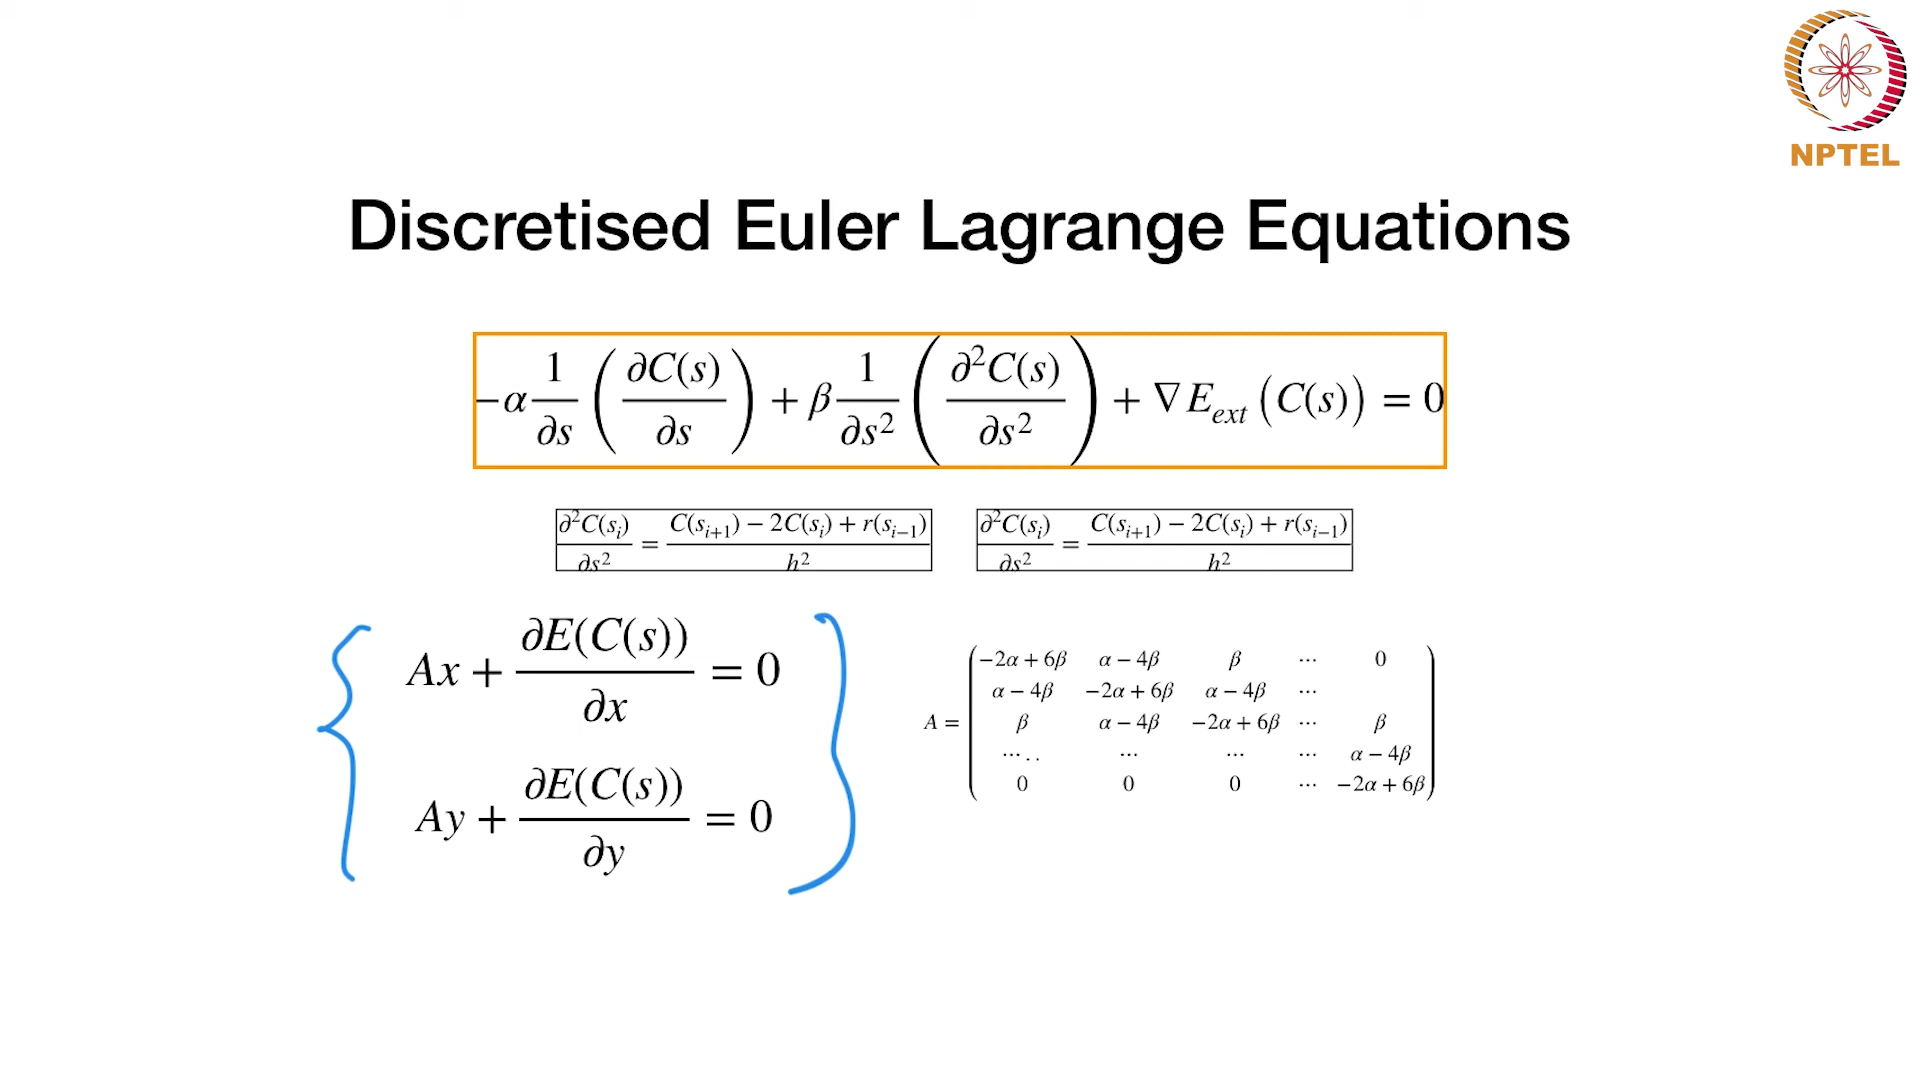 NPTEL
Discretised Euler Lagrange Equations
−α 1/∂s (∂C(s)/∂s) + β 1/∂s² (∂²C(s)/∂s²) + ∇E_ext (C(s)) = 0
∂²C(s_i)/∂s² = C(s_{i+1}) − 2C(s_i) + r(s_{i−1})/h²
∂²C(s_i)/∂s² = C(s_{i+1}) − 2C(s_i) + r(s_{i−1})/h²
Ax + ∂E(C(s))/∂x = 0
Ay + ∂E(C(s))/∂y = 0
−2α + 6β α − 4β β ⋯ 0
α − 4β −2α + 6β α − 4β ⋯
A = β α − 4β −2α + 6β ⋯ β
⋯ . . ⋯ ⋯ ⋯ α − 4β
0 0 0 ⋯ −2α + 6β